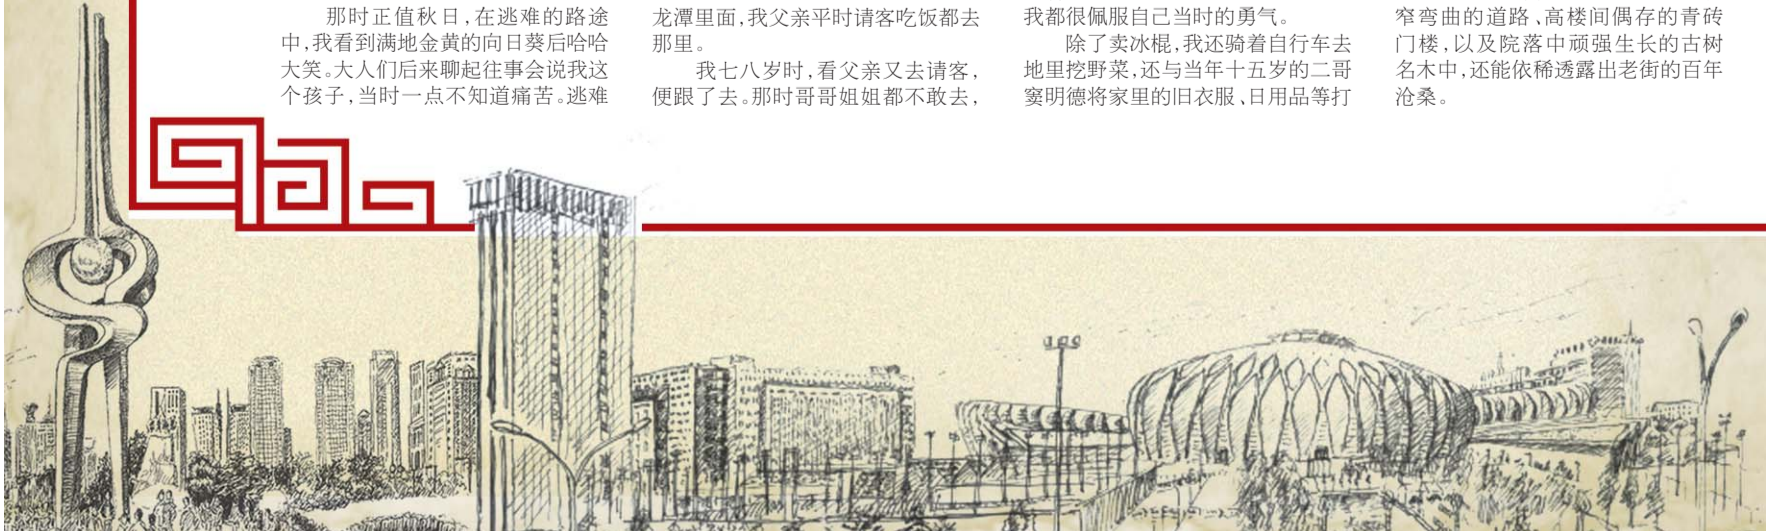 那时正值秋日,在逃难的路途
中,我看到满地金黄的向日葵后哈哈
大笑。大人们后来聊起往事会说我这
个孩子,当时一点不知道痛苦。逃难
龙潭里面,我父亲平时请客吃饭都去
那里。
我七八岁时,看父亲又去请客,
便跟了去。那时哥哥姐姐都不敢去,
我都很佩服自己当时的勇气。
除了卖冰棍,我还骑着自行车去
地里挖野菜,还与当年十五岁的二哥
窦明德将家里的旧衣服、日用品等打
窄弯曲的道路、高楼间偶存的青砖
门楼,以及院落中顽强生长的古树
名木中,还能依稀透露出老街的百年
沧桑。